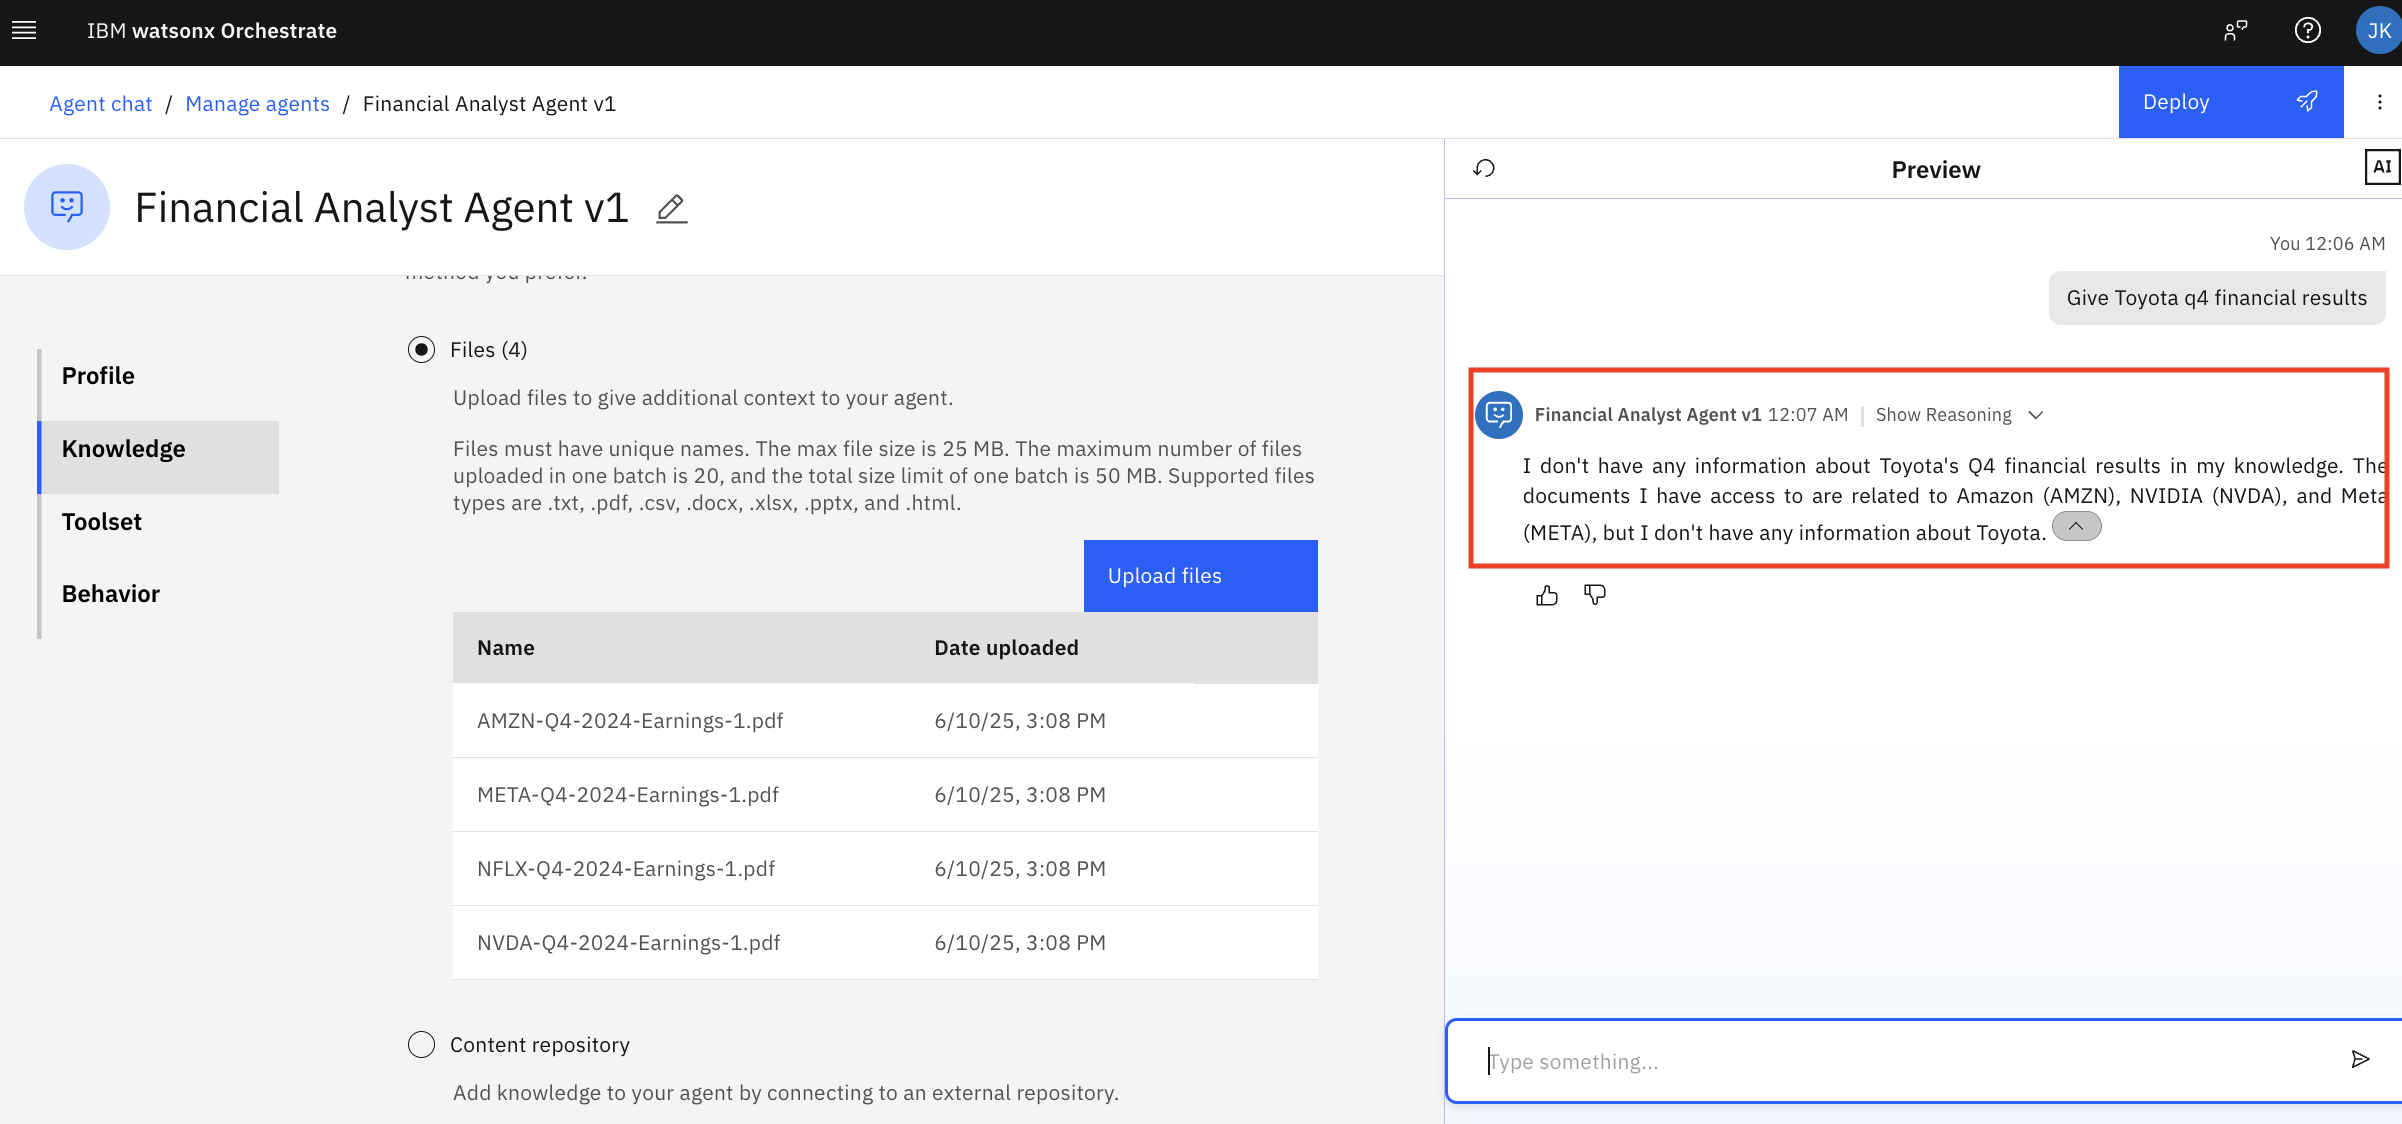 IBM watsonx Orchestrate
JK
Agent chat / Manage agents / Financial Analyst Agent v1
Deploy
Financial Analyst Agent v1
method you prefer.
Profile
Knowledge
Toolset
Behavior
Files (4)
Upload files to give additional context to your agent.
Files must have unique names. The max file size is 25 MB. The maximum number of files
uploaded in one batch is 20, and the total size limit of one batch is 50 MB. Supported files
types are .txt, .pdf, .csv, .docx, .xlsx, .pptx, and .html.
Upload files
Name Date uploaded
AMZN-Q4-2024-Earnings-1.pdf 6/10/25, 3:08 PM
META-Q4-2024-Earnings-1.pdf 6/10/25, 3:08 PM
NFLX-Q4-2024-Earnings-1.pdf 6/10/25, 3:08 PM
NVDA-Q4-2024-Earnings-1.pdf 6/10/25, 3:08 PM
Content repository
Add knowledge to your agent by connecting to an external repository.
Preview
AI
You 12:06 AM
Give Toyota q4 financial results
Financial Analyst Agent v1 12:07 AM | Show Reasoning
I don't have any information about Toyota's Q4 financial results in my knowledge. The
documents I have access to are related to Amazon (AMZN), NVIDIA (NVDA), and Meta
(META), but I don't have any information about Toyota.
Type something...